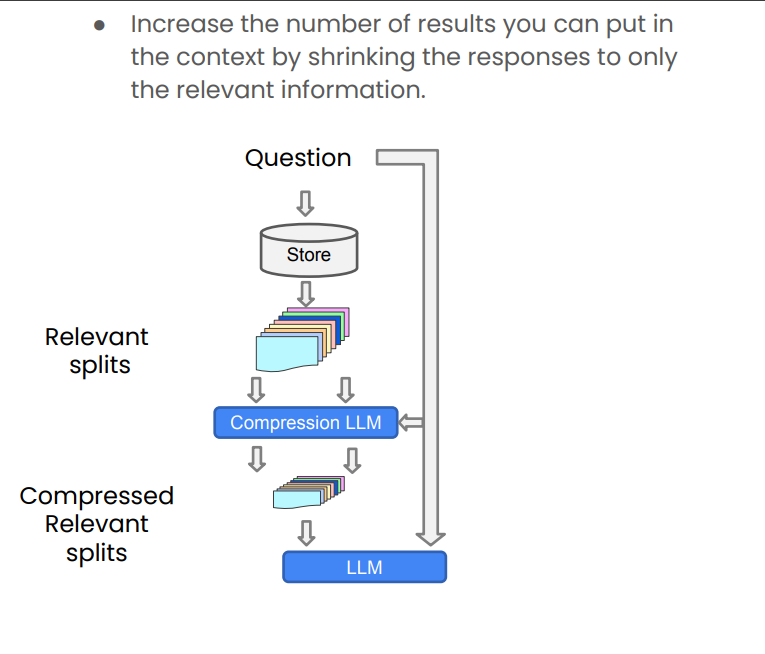 ● Increase the number of results you can put in
the context by shrinking the responses to only
the relevant information.
Question
Store
Relevant
splits
Compression LLM
Compressed
Relevant
splits
LLM